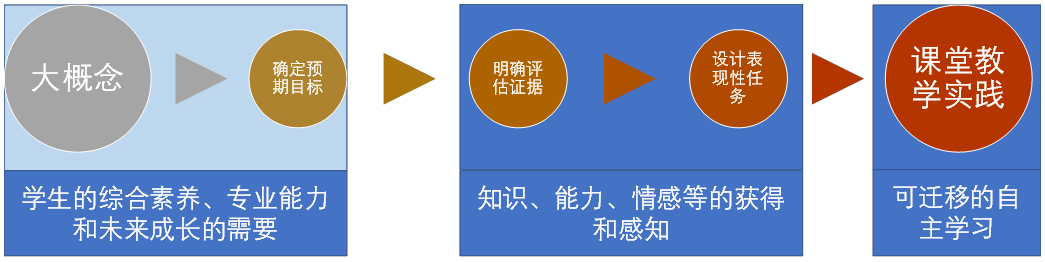 大概念
确定预
期目标
明确评
估证据
设计表
现性任
务
课堂教
学实践
学生的综合素养、专业能力
和未来成长的需要
知识、能力、情感等的获得
和感知
可迁移的自
主学习